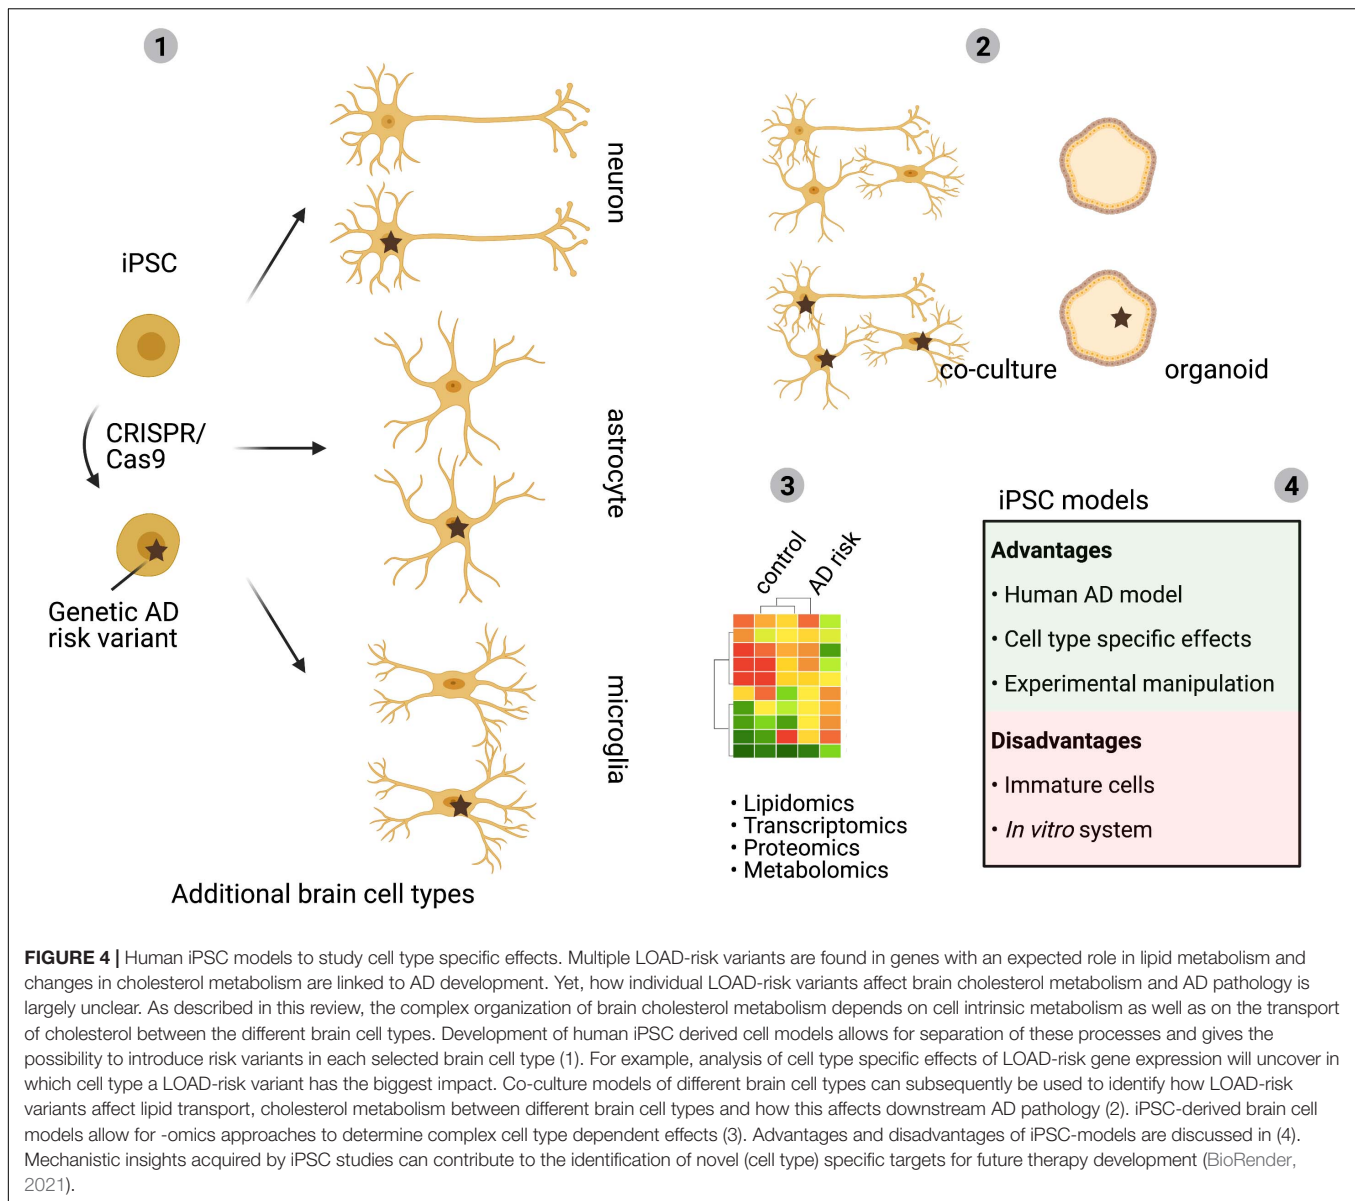 1
iPSC
CRISPR/
Cas9
Genetic AD
risk variant
neuron
astrocyte
microglia
Additional brain cell types
2
co-culture
organoid
3
control
AD risk
• Lipidomics
• Transcriptomics
• Proteomics
• Metabolomics
4
iPSC models
Advantages
• Human AD model
• Cell type specific effects
• Experimental manipulation
Disadvantages
• Immature cells
• In vitro system
FIGURE 4 | Human iPSC models to study cell type specific effects. Multiple LOAD-risk variants are found in genes with an expected role in lipid metabolism and
changes in cholesterol metabolism are linked to AD development. Yet, how individual LOAD-risk variants affect brain cholesterol metabolism and AD pathology is
largely unclear. As described in this review, the complex organization of brain cholesterol metabolism depends on cell intrinsic metabolism as well as on the transport
of cholesterol between the different brain cell types. Development of human iPSC derived cell models allows for separation of these processes and gives the
possibility to introduce risk variants in each selected brain cell type (1). For example, analysis of cell type specific effects of LOAD-risk gene expression will uncover in
which cell type a LOAD-risk variant has the biggest impact. Co-culture models of different brain cell types can subsequently be used to identify how LOAD-risk
variants affect lipid transport, cholesterol metabolism between different brain cell types and how this affects downstream AD pathology (2). iPSC-derived brain cell
models allow for -omics approaches to determine complex cell type dependent effects (3). Advantages and disadvantages of iPSC-models are discussed in (4).
Mechanistic insights acquired by iPSC studies can contribute to the identification of novel (cell type) specific targets for future therapy development (BioRender,
2021).